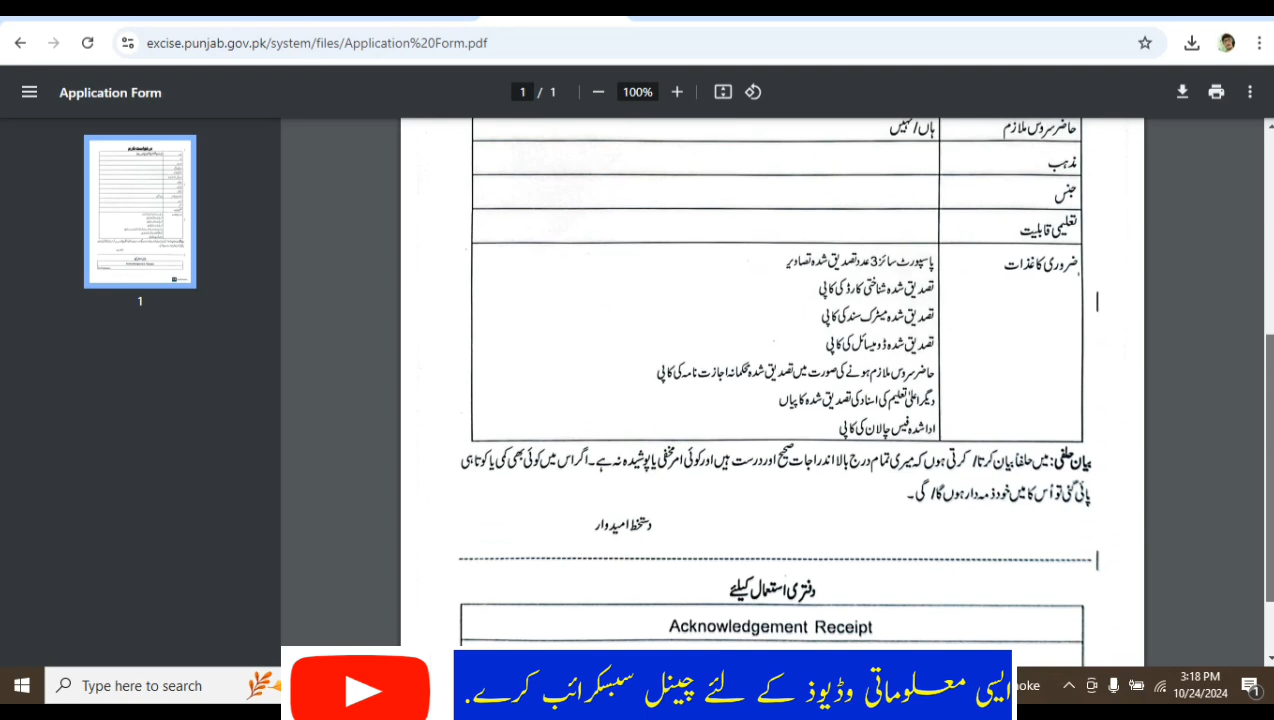 excise.punjab.gov.pk/system/files/Application%20Form.pdf
Application Form
1 / 1
100%
1
حاضر سروس ملازم
ہاں/نہیں
مذہب
جنس
تعلیمی قابلیت
ضروری کاغذات
پاسپورٹ سائز 3 عدد تصدیق شدہ تصاویر
تصدیق شدہ شناختی کارڈ کی کاپی
تصدیق شدہ میٹرک سند کی کاپی
تصدیق شدہ ڈومیسائل کی کاپی
حاضر سروس ملازم ہونے کی صورت میں تصدیق شدہ محکمانہ اجازت نامہ کی کاپی
دیگر اعلیٰ تعلیم کی اسناد کی تصدیق شدہ کاپیاں
ادا شدہ فیس چالان کی کاپی
بیان حلفی: میں حلفاً بیان کرتا/ کرتی ہوں کہ میری تمام درج بالا اندراجات صحیح اور درست ہیں اور کوئی امر مخفی یا پوشیدہ نہ ہے۔ اگر اس میں کوئی بھی کمی یا کوتاہی
پائی گئی تو اُس کا میں خود ذمہ دار ہوں گا/ گی۔
دستخط امیدوار
دفتری استعمال کیلئے
Acknowledgement Receipt
ایسی معلوماتی وڈیوز کے لئے چینل سبسکرائب کرے.
Type here to search
noke
3:18 PM
10/24/2024
1